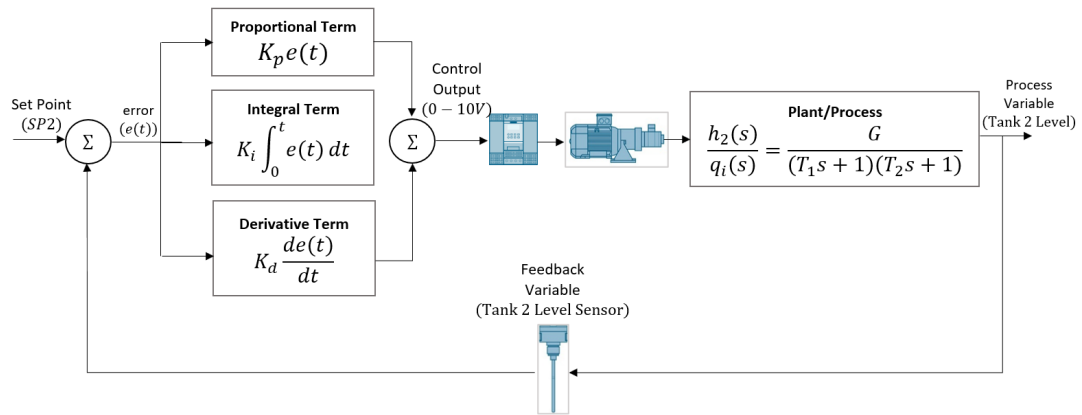 Proportional Term
K_p e(t)
Set Point
(SP2)
Σ
error
(e(t))
Integral Term
K_i ∫_0^t e(t) dt
Derivative Term
K_d de(t)/dt
Σ
Control
Output
(0 − 10V)
Plant/Process
h_2(s)/q_i(s) = G/((T_1s + 1)(T_2s + 1))
Process
Variable
(Tank 2 Level)
Feedback
Variable
(Tank 2 Level Sensor)